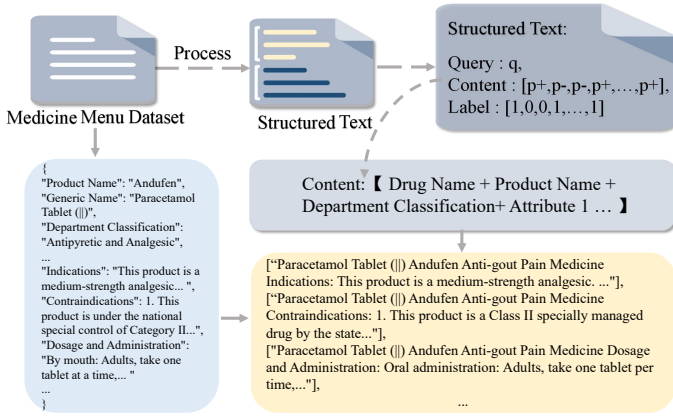 Process
Medicine Menu Dataset
Structured Text
Structured Text:
Query : q,
Content : [p+,p-,p-,p+,…,p+],
Label : [1,0,0,1,…,1]
{
"Product Name": "Andufen",
"Generic Name": "Paracetamol
Tablet (||)",
"Department Classification":
"Antipyretic and Analgesic",
...
"Indications": "This product is a
medium-strength analgesic... ",
"Contraindications": 1. This
product is under the national
special control of Category II...",
"Dosage and Administration":
"By mouth: Adults, take one
tablet at a time,... "
...
}
Content:【 Drug Name + Product Name +
Department Classification+ Attribute 1 … 】
["Paracetamol Tablet (||) Andufen Anti-gout Pain Medicine
Indications: This product is a medium-strength analgesic. ..."],
["Paracetamol Tablet (||) Andufen Anti-gout Pain Medicine
Contraindications: 1. This product is a Class II specially managed
drug by the state..."],
["Paracetamol Tablet (||) Andufen Anti-gout Pain Medicine Dosage
and Administration: Oral administration: Adults, take one tablet per
time,..."],
...